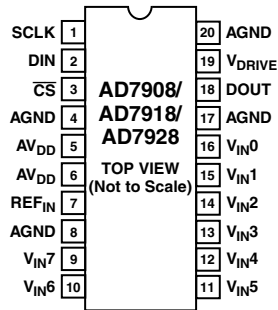 SCLK 1
DIN 2
CS 3
AGND 4
AVDD 5
AVDD 6
REFIN 7
AGND 8
VIN7 9
VIN6 10
AD7908/
AD7918/
AD7928
TOP VIEW
(Not to Scale)
20 AGND
19 VDRIVE
18 DOUT
17 AGND
16 VIN0
15 VIN1
14 VIN2
13 VIN3
12 VIN4
11 VIN5